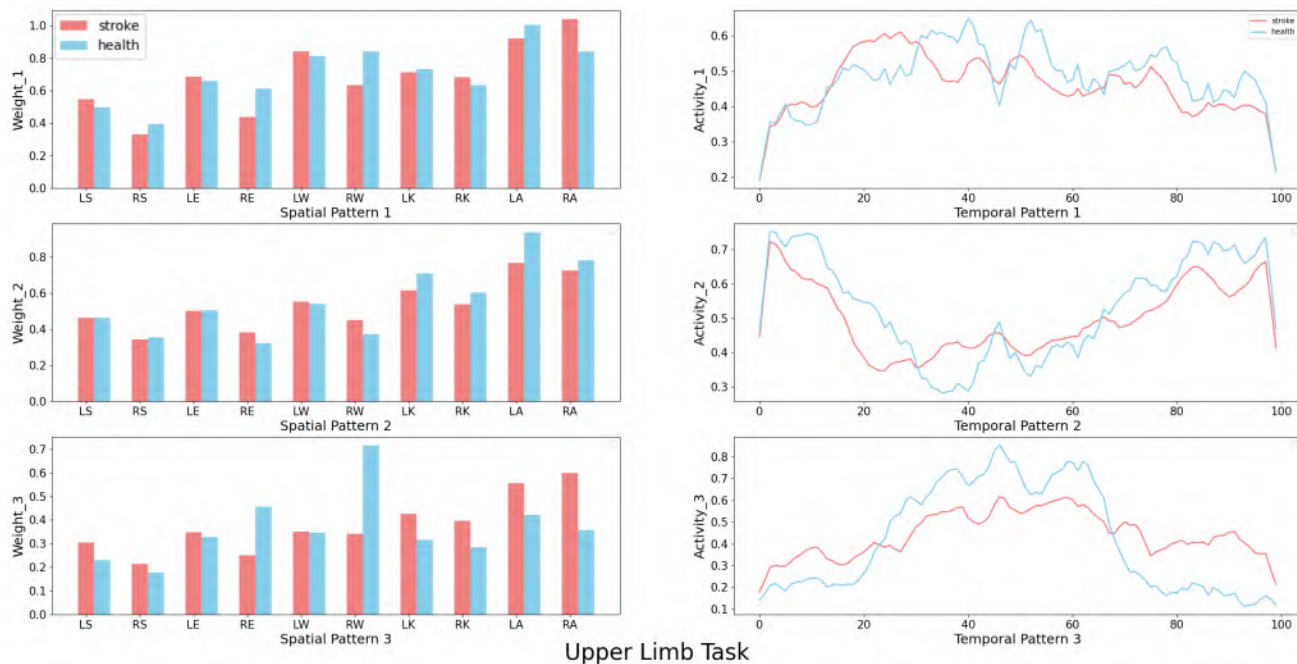 stroke
health
Weight_1
1.0
0.8
0.6
0.4
0.2
0.0
LS RS LE RE LW RW LK RK LA RA
Spatial Pattern 1
stroke
health
Activity_1
0.6
0.5
0.4
0.3
0.2
0 20 40 60 80 100
Temporal Pattern 1
Weight_2
0.8
0.6
0.4
0.2
0.0
LS RS LE RE LW RW LK RK LA RA
Spatial Pattern 2
Activity_2
0.7
0.6
0.5
0.4
0.3
0 20 40 60 80 100
Temporal Pattern 2
Weight_3
0.7
0.6
0.5
0.4
0.3
0.2
0.1
0.0
LS RS LE RE LW RW LK RK LA RA
Spatial Pattern 3
Activity_3
0.8
0.7
0.6
0.5
0.4
0.3
0.2
0.1
0 20 40 60 80 100
Temporal Pattern 3
Upper Limb Task